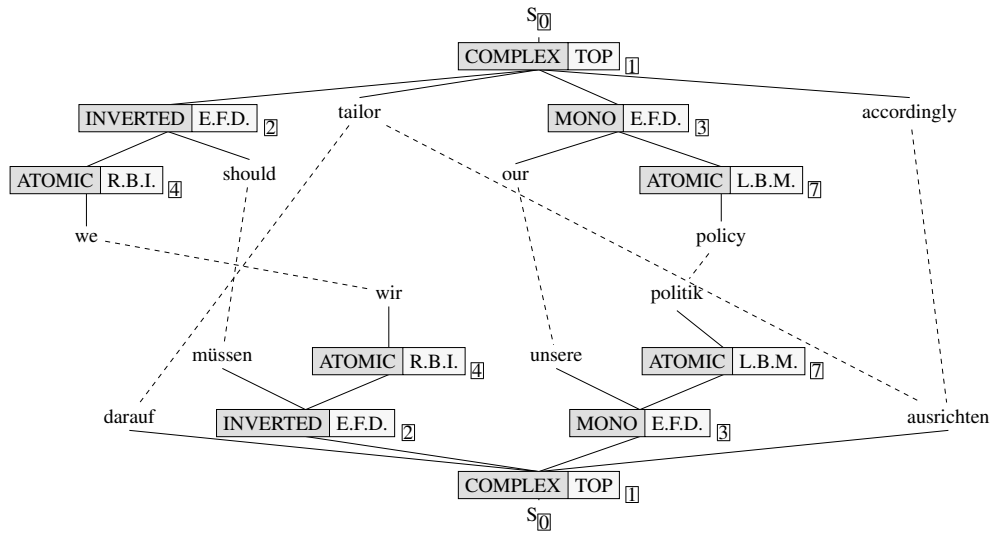 S0
COMPLEX TOP 1
INVERTED E.F.D. 2 tailor MONO E.F.D. 3 accordingly
ATOMIC R.B.I. 4 should our ATOMIC L.B.M. 7
we policy
wir politik
müssen ATOMIC R.B.I. 4 unsere ATOMIC L.B.M. 7
darauf INVERTED E.F.D. 2 MONO E.F.D. 3 ausrichten
COMPLEX TOP 1
S0